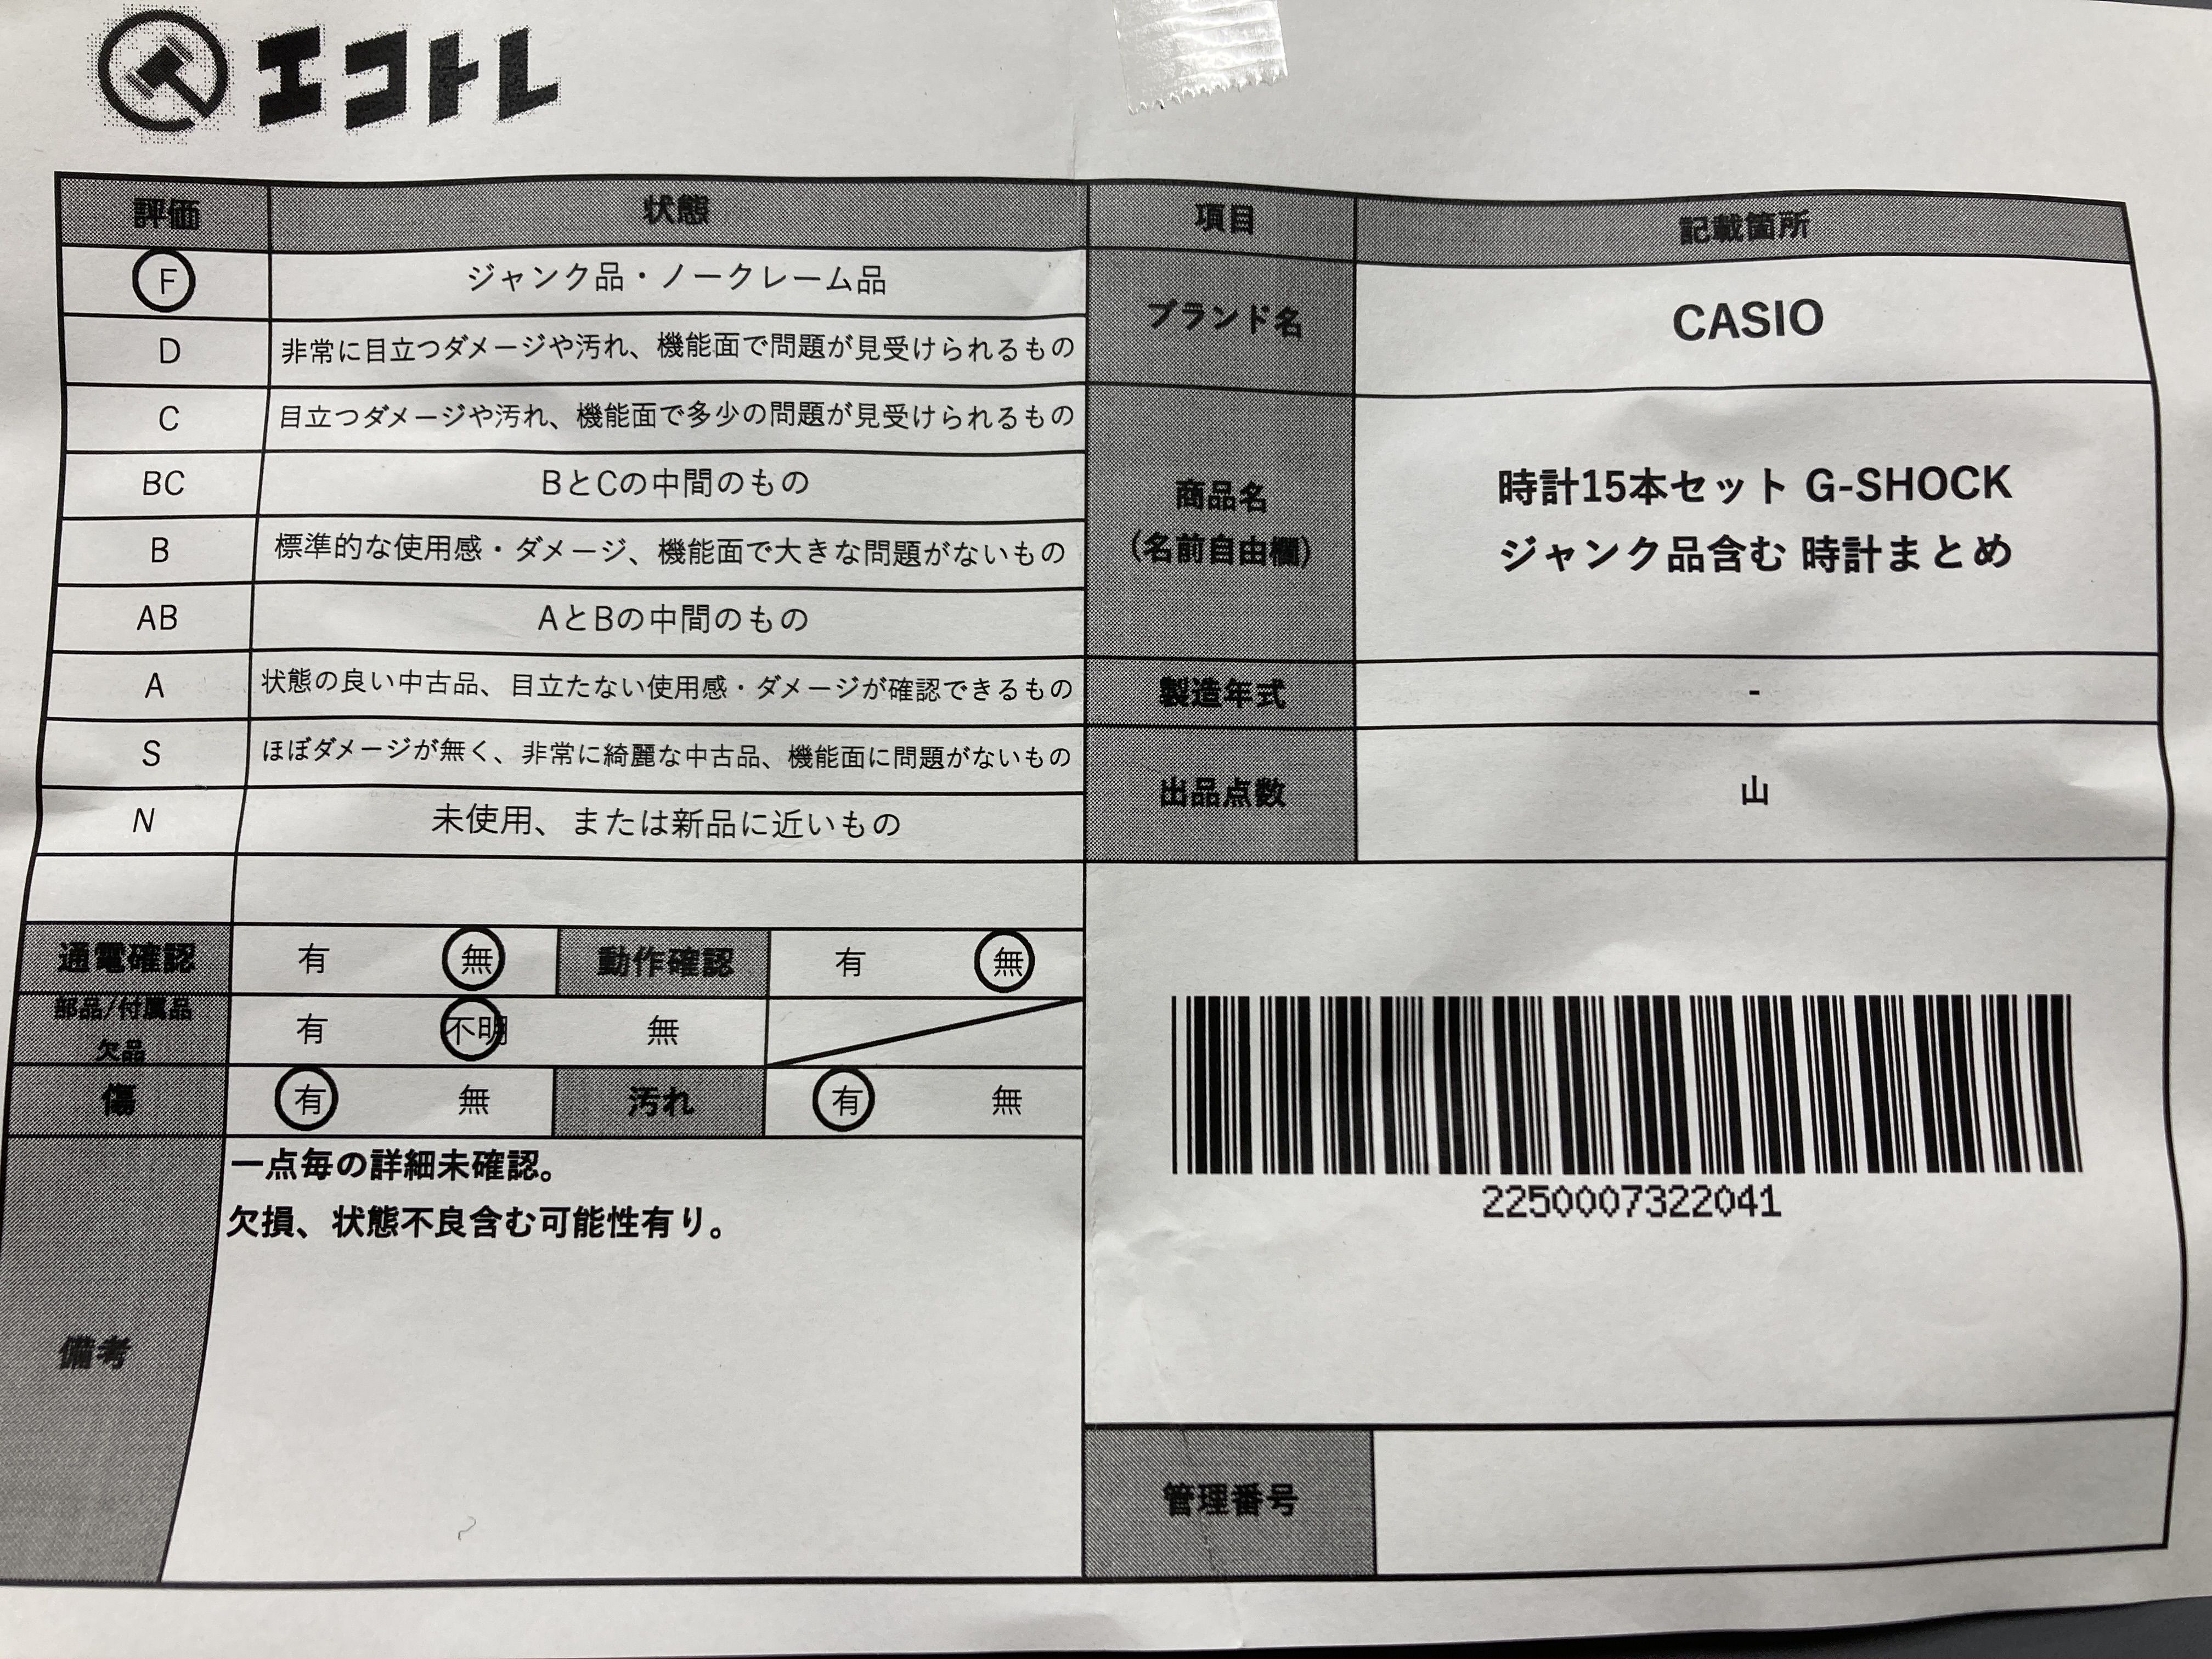 エコトレ
評価 状態
F ジャンク品・ノークレーム品
D 非常に目立つダメージや汚れ、機能面で問題が見受けられるもの
C 目立つダメージや汚れ、機能面で多少の問題が見受けられるもの
BC BとCの中間のもの
B 標準的な使用感・ダメージ、機能面で大きな問題がないもの
AB AとBの中間のもの
A 状態の良い中古品、目立たない使用感・ダメージが確認できるもの
S ほぼダメージが無く、非常に綺麗な中古品、機能面に問題がないもの
N 未使用、または新品に近いもの
通電確認 有 無 動作確認 有 無
部品/付属品
欠品 有 不明 無
傷 有 無 汚れ 有 無
備考
一点毎の詳細未確認。
欠損、状態不良含む可能性有り。
項目 記載箇所
ブランド名 CASIO
商品名
(名前自由欄)
時計15本セット G-SHOCK
ジャンク品含む 時計まとめ
製造年式 -
出品点数 山
2250007322041
管理番号